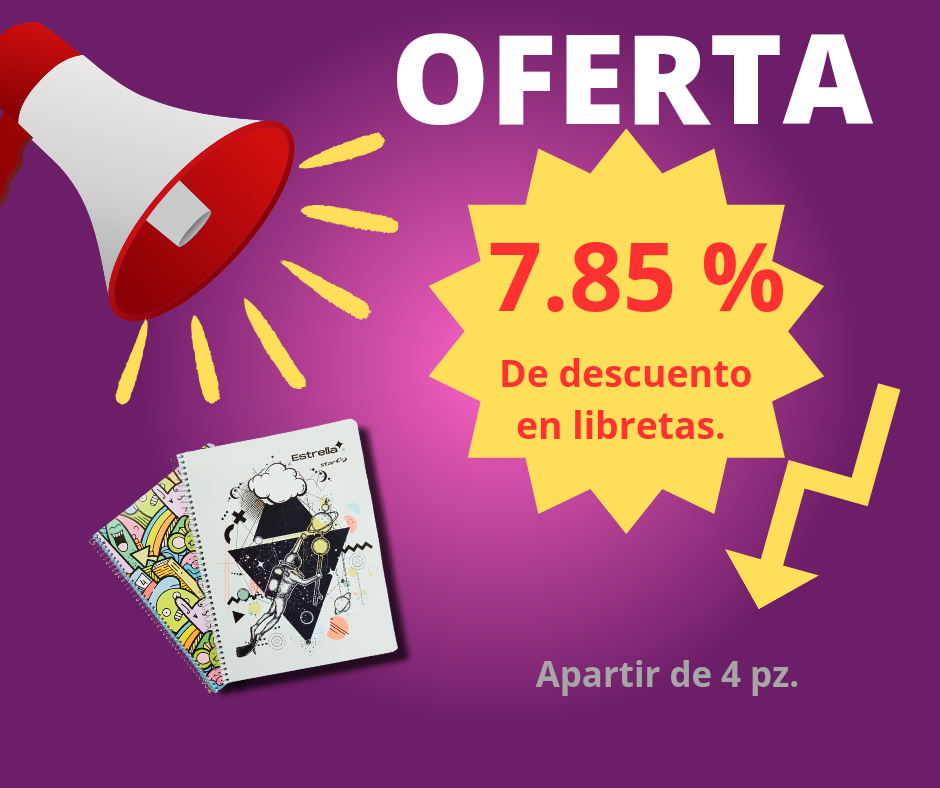 OFERTA
7.85 %
De descuento
en libretas.
Estrella
Apartir de 4 pz.